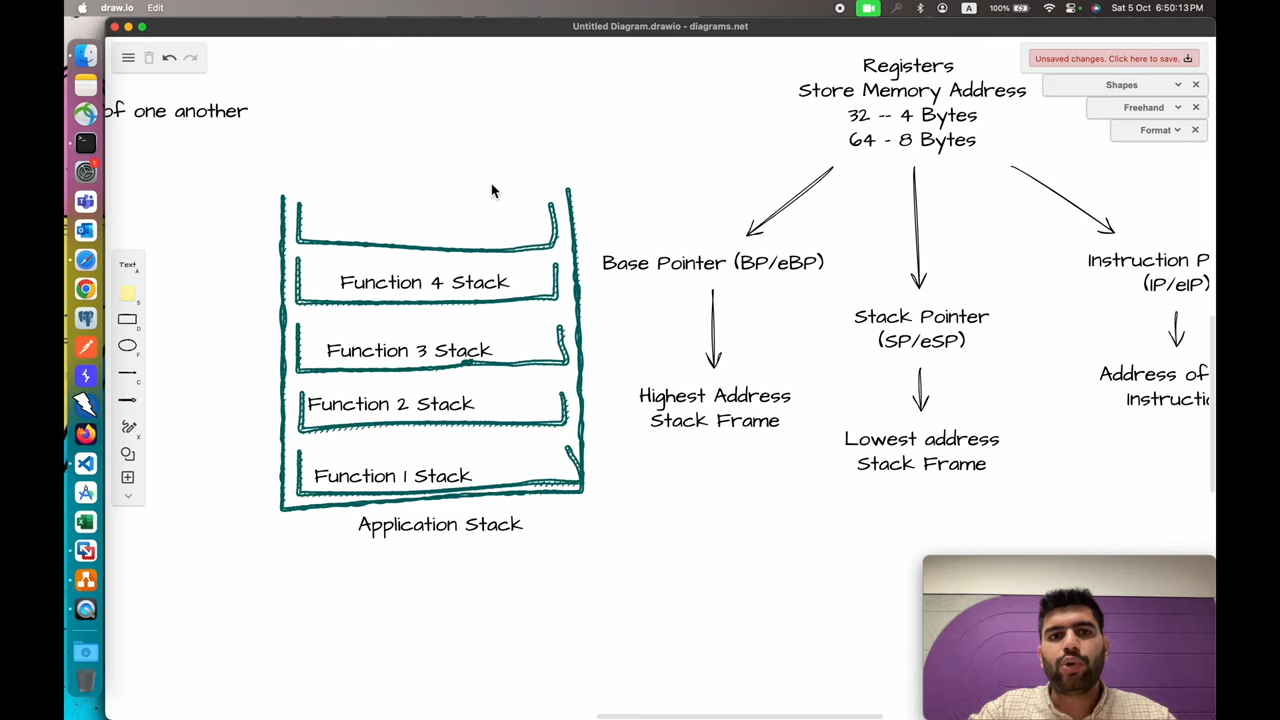 draw.io Edit
100% Sat 5 Oct 6:50:13 PM
Untitled Diagram.drawio - diagrams.net
Unsaved changes. Click here to save.
Shapes
Freehand
Format
of one another
Registers
Store Memory Address
32 -- 4 Bytes
64 - 8 Bytes
Text
Function 4 Stack
Function 3 Stack
Function 2 Stack
Function 1 Stack
Application Stack
Base Pointer (BP/eBP)
Highest Address
Stack Frame
Stack Pointer
(SP/eSP)
Lowest address
Stack Frame
Instruction P
(IP/eIP)
Address of
Instructi